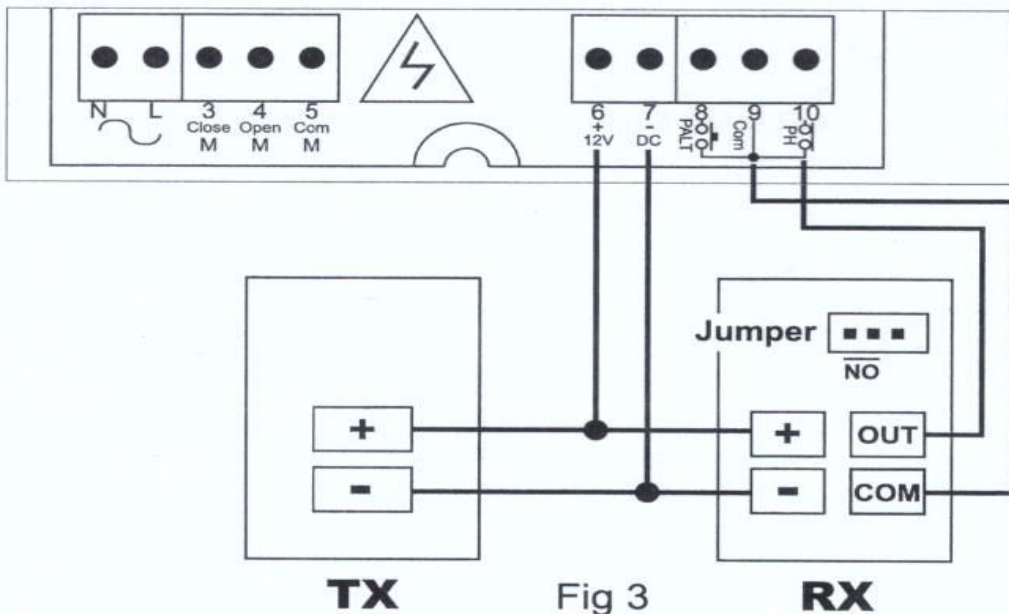 N L 3 4 5 6 7 8 9 10
Close Open Com + - PALT Com PH
M M M 12V DC
Jumper
NO
+ + OUT
- - COM
TX Fig 3 RX